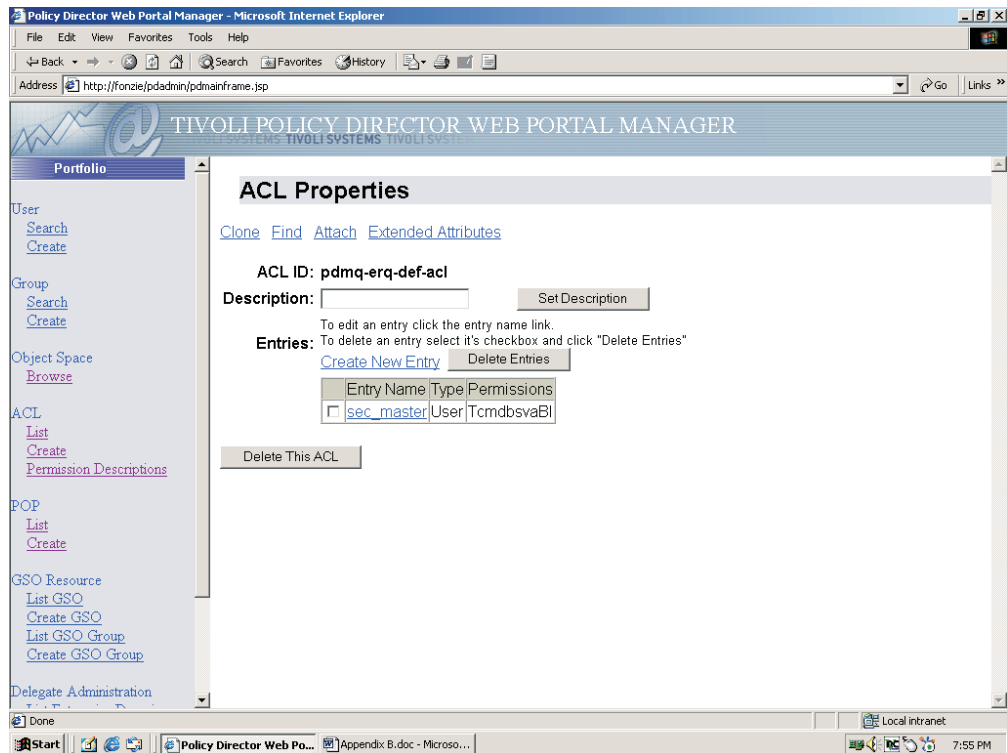 Policy Director Web Portal Manager - Microsoft Internet Explorer
File Edit View Favorites Tools Help
Back Search Favorites History
Address http://fonzie/pdadmin/pdmainframe.jsp Go Links »
TIVOLI POLICY DIRECTOR WEB PORTAL MANAGER
TIVOLI SYSTEMS
Portfolio
User
Search
Create
Group
Search
Create
Object Space
Browse
ACL
List
Create
Permission Descriptions
POP
List
Create
GSO Resource
List GSO
Create GSO
List GSO Group
Create GSO Group
Delegate Administration
ACL Properties
Clone Find Attach Extended Attributes
ACL ID: pdmq-erq-def-acl
Description: Set Description
To edit an entry click the entry name link.
Entries: To delete an entry select it's checkbox and click "Delete Entries"
Create New Entry Delete Entries
Entry Name Type Permissions
sec_master User TcmdbsvaBl
Delete This ACL
Done Local intranet
Start Policy Director Web Po... Appendix B.doc - Microso... 7:55 PM